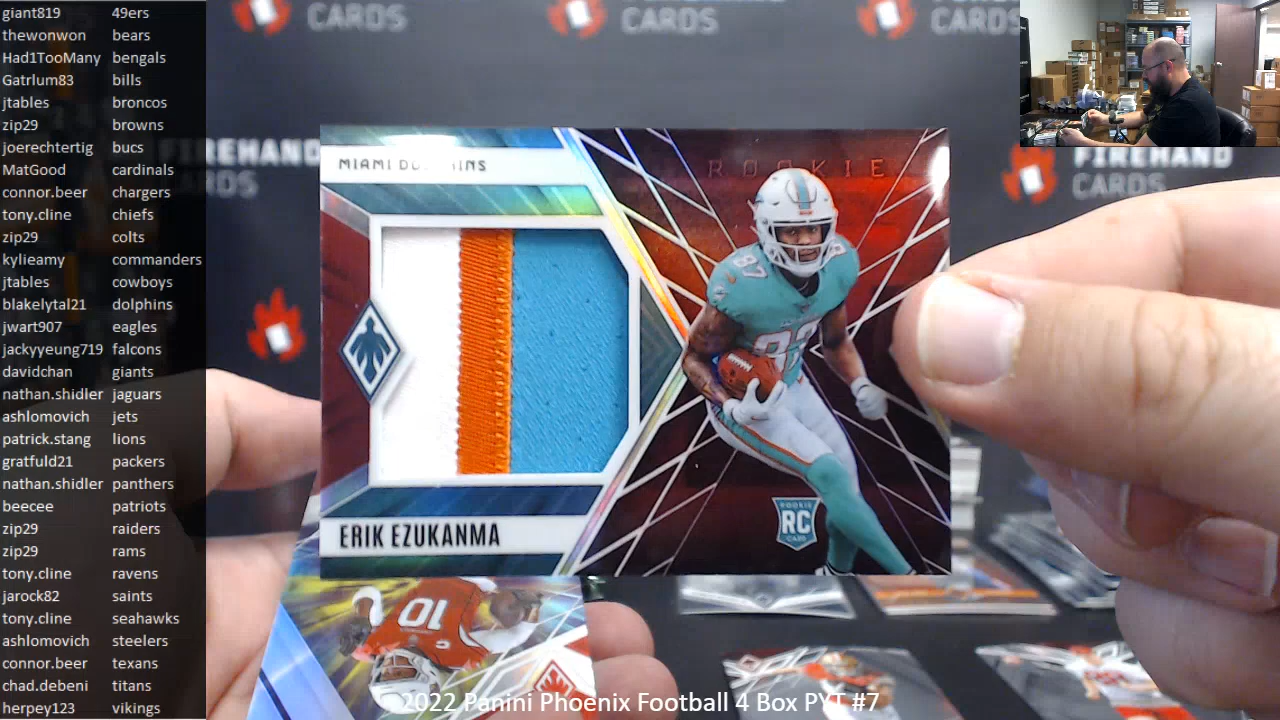 giant819 49ers
thewonwon bears
Had1TooMany bengals
Gatrlum83 bills
jtables broncos
zip29 browns
joerechtertig bucs
MatGood cardinals
connor.beer chargers
tony.cline chiefs
zip29 colts
kylieamy commanders
jtables cowboys
blakelytal21 dolphins
jwart907 eagles
jackyyeung719 falcons
davidchan giants
nathan.shidler jaguars
ashlomovich jets
patrick.stang lions
gratfuld21 packers
nathan.shidler panthers
beecee patriots
zip29 raiders
zip29 rams
tony.cline ravens
jarock82 saints
tony.cline seahawks
ashlomovich steelers
connor.beer texans
chad.debeni titans
herpey123 vikings
CARDS
CARDS
CARDS
FIREHAND
CARDS
MIAMI
ROOKIE
87
ERIK EZUKANMA
ROOKIE
RC
CARD
10
2022 Panini Phoenix Football 4 Box PYT #7